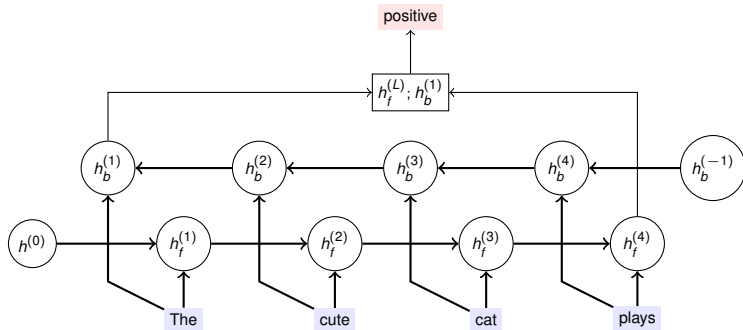 positive
h_f^{(L)}; h_b^{(1)}
h_b^{(1)} h_b^{(2)} h_b^{(3)} h_b^{(4)} h_b^{(-1)}
h^{(0)} h_f^{(1)} h_f^{(2)} h_f^{(3)} h_f^{(4)}
The cute cat plays